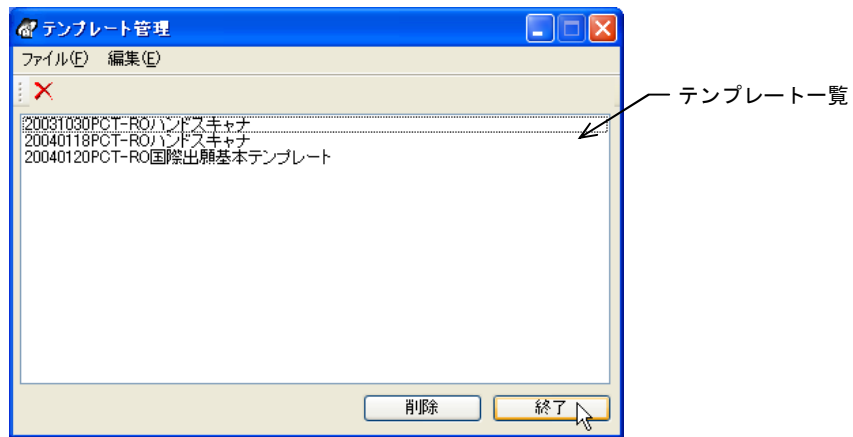 テンプレート管理
ファイル(F) 編集(E)
テンプレート一覧
20031030PCT-ROハンドスキャナ
20040118PCT-ROハンドスキャナ
20040120PCT-RO国際出願基本テンプレート
削除 終了